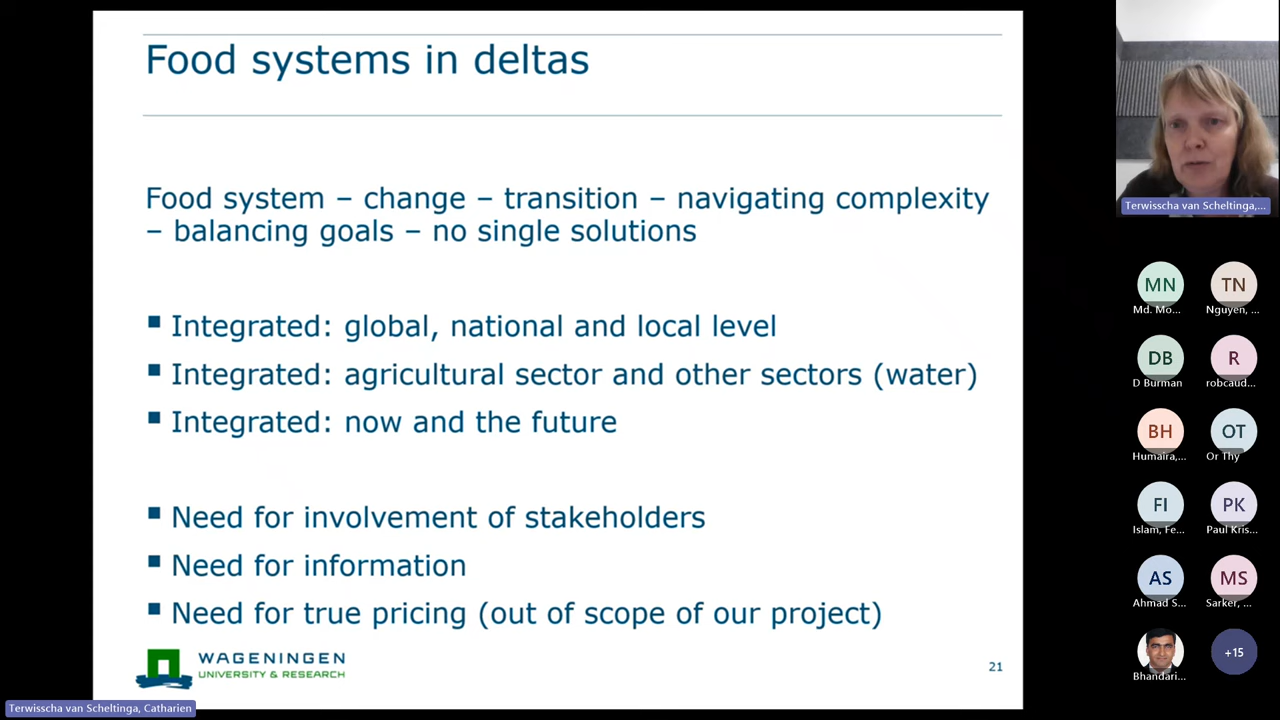 Food systems in deltas
Food system – change – transition – navigating complexity
– balancing goals – no single solutions
Integrated: global, national and local level
Integrated: agricultural sector and other sectors (water)
Integrated: now and the future
Need for involvement of stakeholders
Need for information
Need for true pricing (out of scope of our project)
WAGENINGEN
UNIVERSITY & RESEARCH
21
Terwisscha van Scheltinga, Catharien
Terwisscha van Scheltinga,...
MN
Md. Mo...
TN
Nguyen, ...
DB
D Burman
R
robcaud...
BH
Humaira,...
OT
Or Thy
FI
Islam, Fe...
PK
Paul Kris...
AS
Ahmad S...
MS
Sarker, ...
Bhandari...
+15